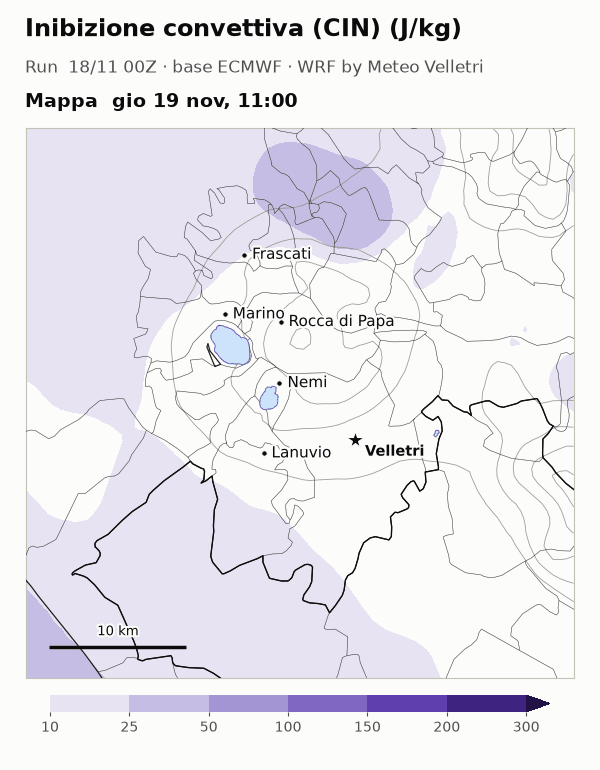 Inibizione convettiva (CIN) (J/kg)
Run  18/11 00Z · base ECMWF · WRF by Meteo Velletri
Mappa  gio 19 nov, 11:00
Frascati
Marino
Rocca di Papa
Nemi
Velletri
Lanuvio
10 km
10 25 50 100 150 200 300